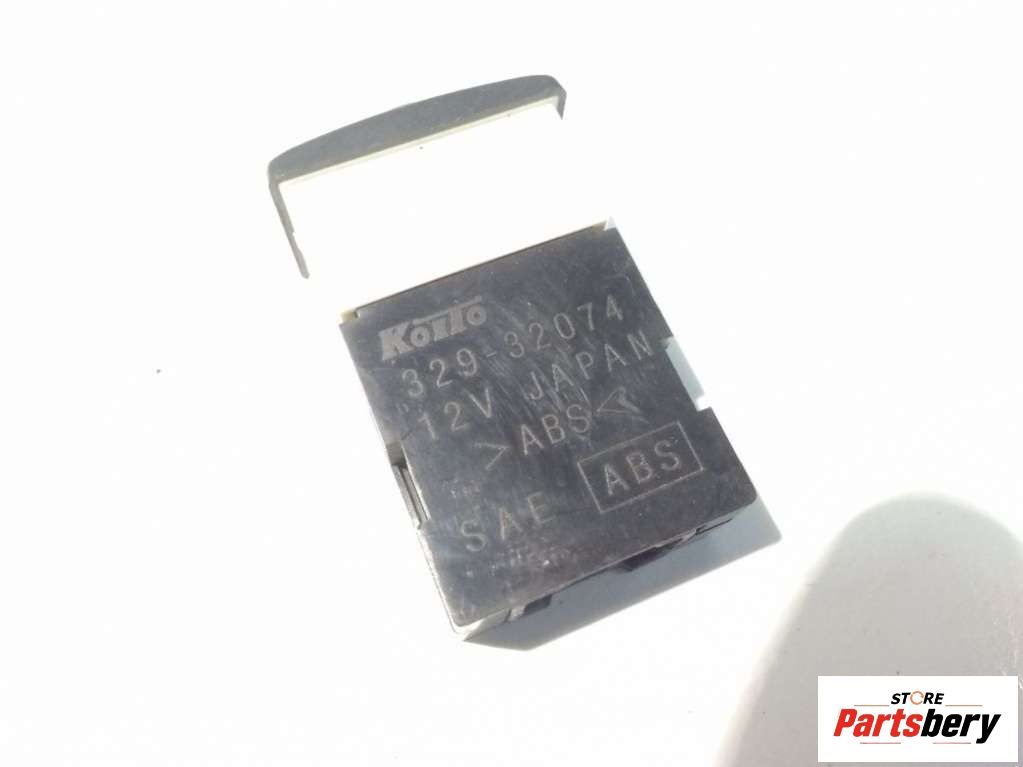 KOITO
329-32074
12V JAPAN
>ABS<
SAE ABS
STORE
Partsbery